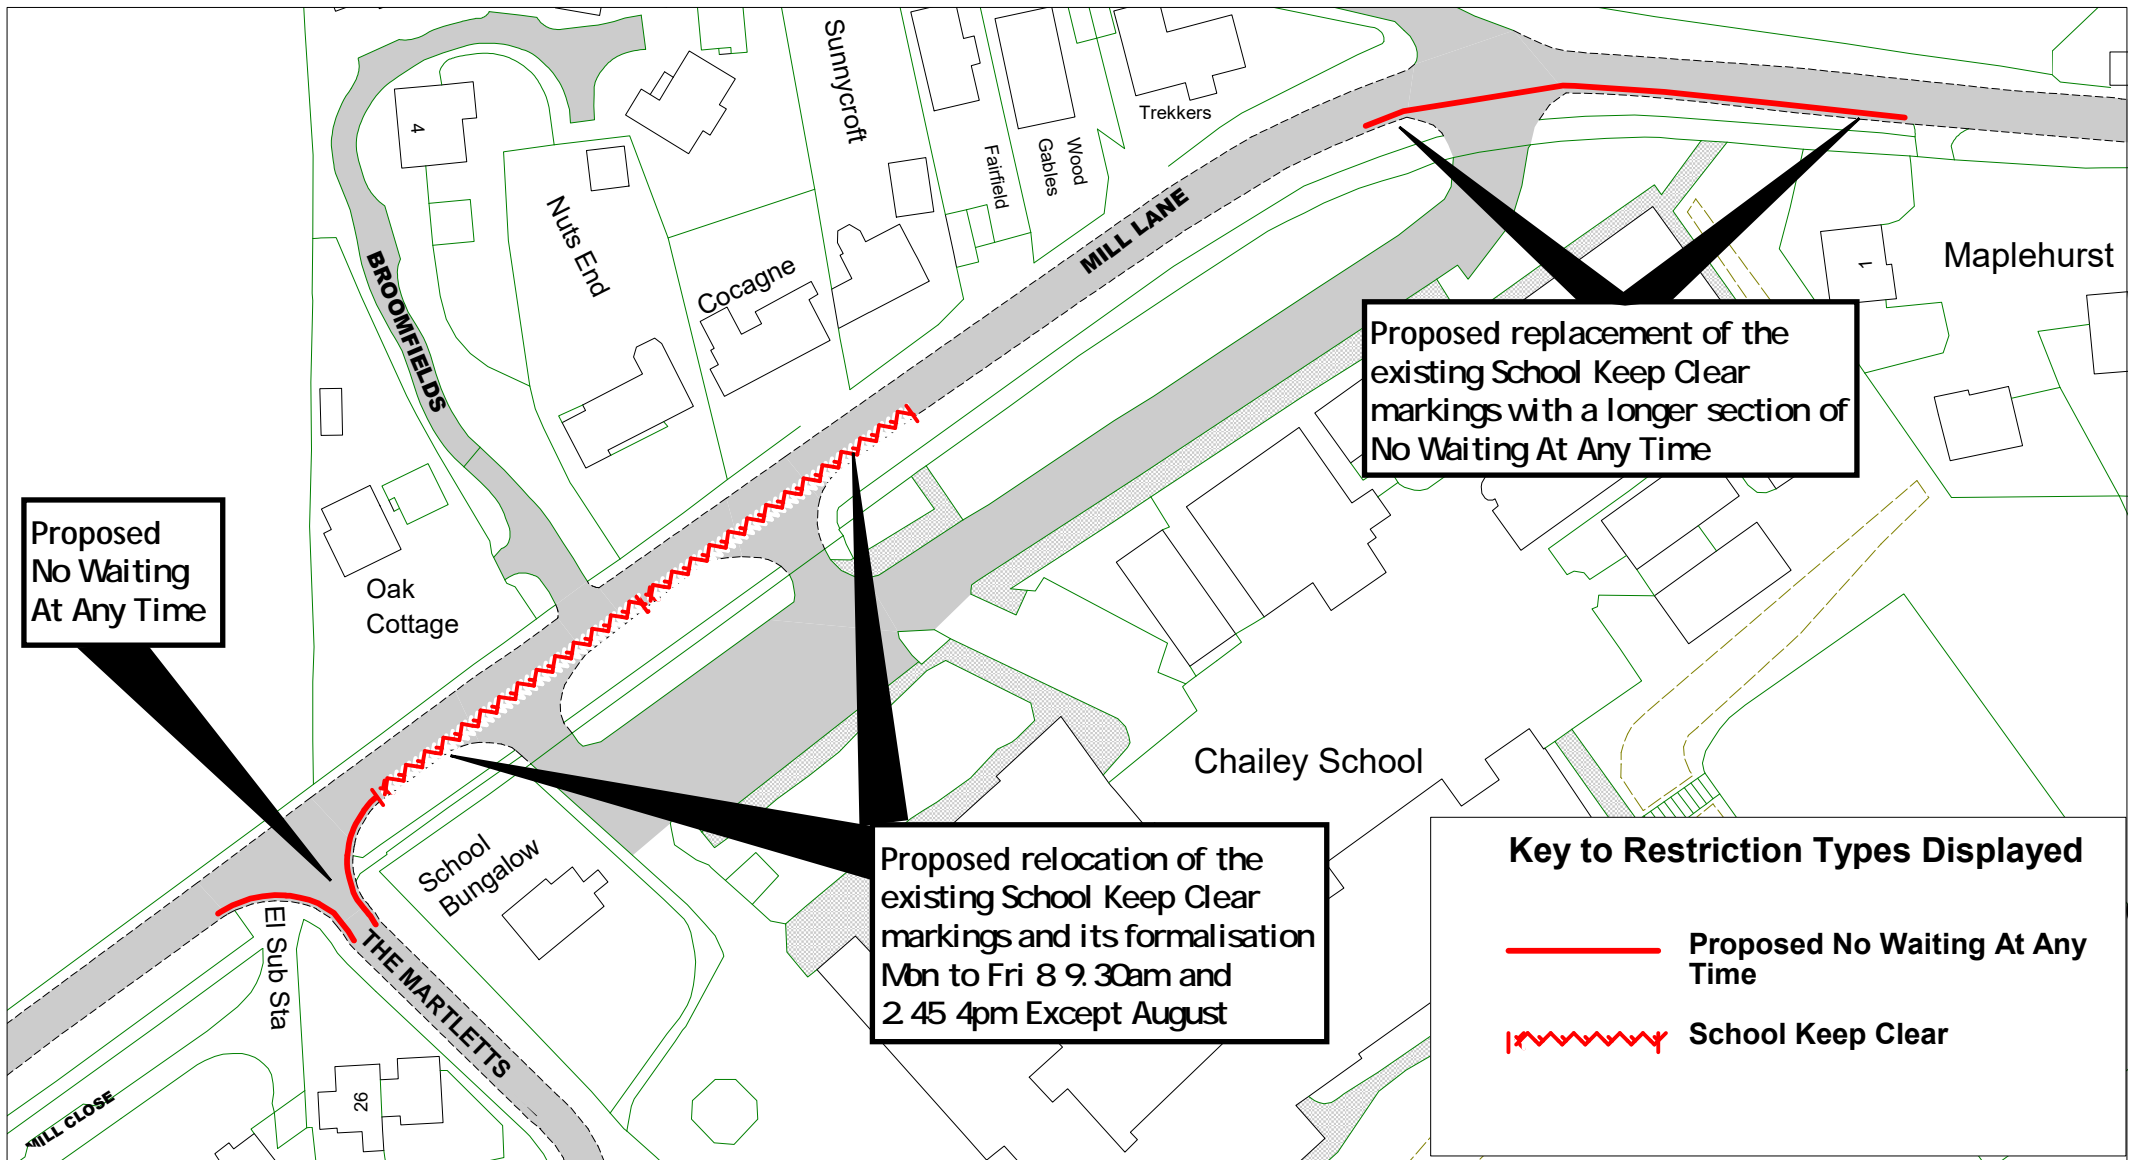 Sunnycroft
Trekkers
4
Fairfield
Wood
Gables
Nuts End
MILL LANE
BROOMFIELDS
Cocagne
1
Maplehurst
Proposed replacement of the
existing School Keep Clear
markings with a longer section of
No Waiting At Any Time
Proposed
No Waiting
At Any Time
Oak
Cottage
Chailey School
School
Bungalow
Proposed relocation of the
existing School Keep Clear
markings and its formalisation
Mon to Fri 8 9.30am and
2.45 4pm Except August
El Sub Sta
THE MARTLETTS
26
MILL CLOSE
Key to Restriction Types Displayed
Proposed No Waiting At Any
Time
School Keep Clear